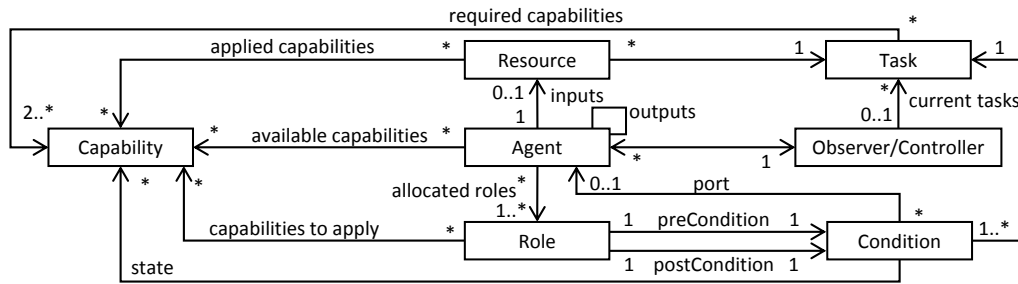 required capabilities
*
applied capabilities * Resource * 1 Task 1
0..1 inputs * current tasks
2..* * 1 outputs 0..1
Capability * available capabilities * Agent * 1 Observer/Controller
* * allocated roles * 0..1 port
1..* 1 preCondition 1 *
capabilities to apply * Role Condition 1..*
state 1 postCondition 1